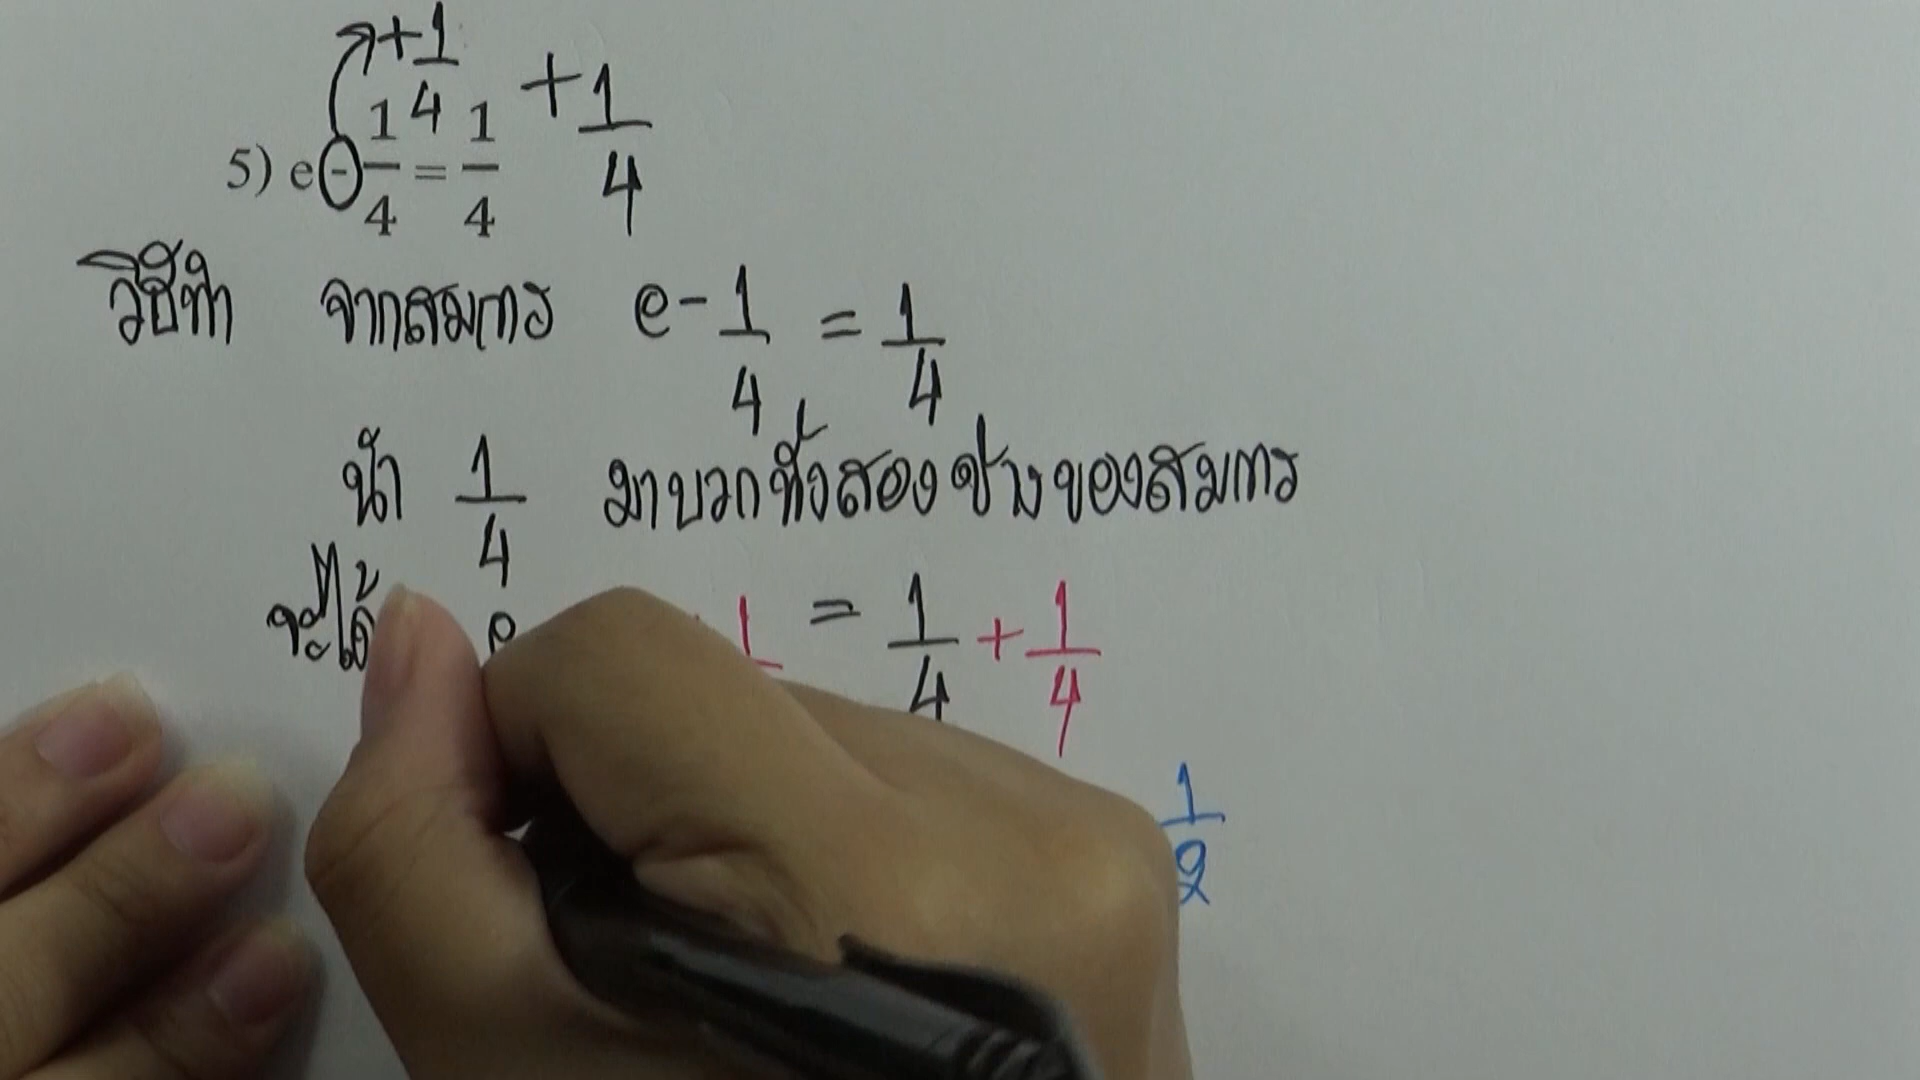 +1/4
5) e - 1/4 = 1/4 + 1/4
วิธีทำ จากสมการ e - 1/4 = 1/4
นำ 1/4 มาบวกทั้งสองข้างของสมการ
จะได้ e 1 = 1/4 + 1/4
1/2